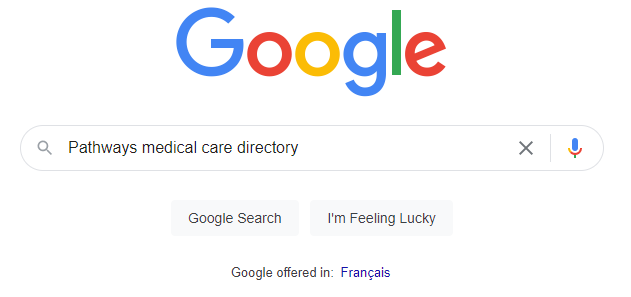 Google
Pathways medical care directory
Google Search I'm Feeling Lucky
Google offered in: Français